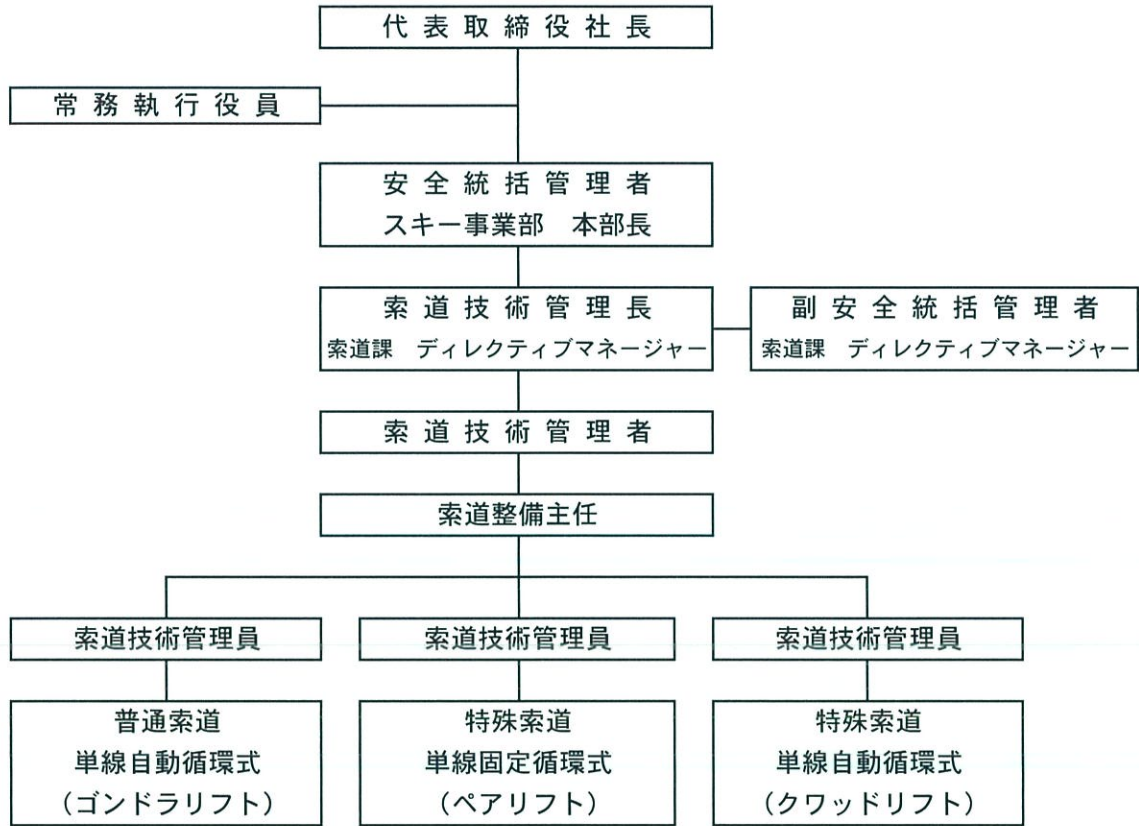 代表取締役社長
常務執行役員
安全統括管理者
スキー事業部　本部長
索道技術管理長
索道課　ディレクティブマネージャー
副安全統括管理者
索道課　ディレクティブマネージャー
索道技術管理者
索道整備主任
索道技術管理員
索道技術管理員
索道技術管理員
普通索道
単線自動循環式
（ゴンドラリフト）
特殊索道
単線固定循環式
（ペアリフト）
特殊索道
単線自動循環式
（クワッドリフト）